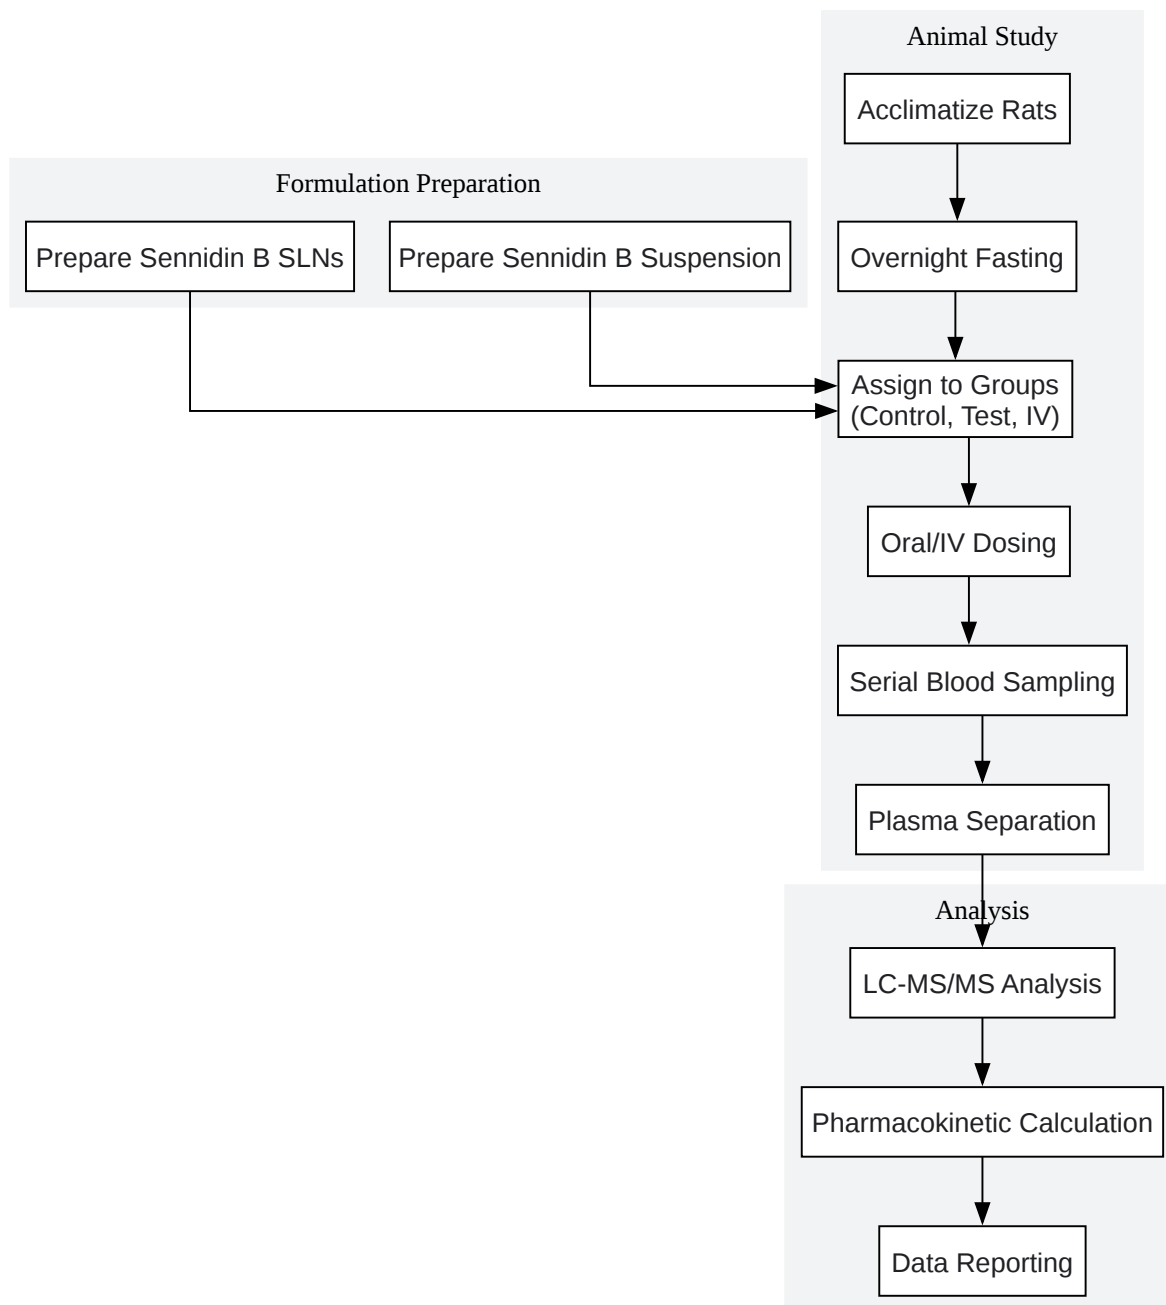 Animal Study
Acclimatize Rats
Formulation Preparation
Prepare Sennidin B SLNs
Prepare Sennidin B Suspension
Overnight Fasting
Assign to Groups
(Control, Test, IV)
Oral/IV Dosing
Serial Blood Sampling
Plasma Separation
Analysis
LC-MS/MS Analysis
Pharmacokinetic Calculation
Data Reporting